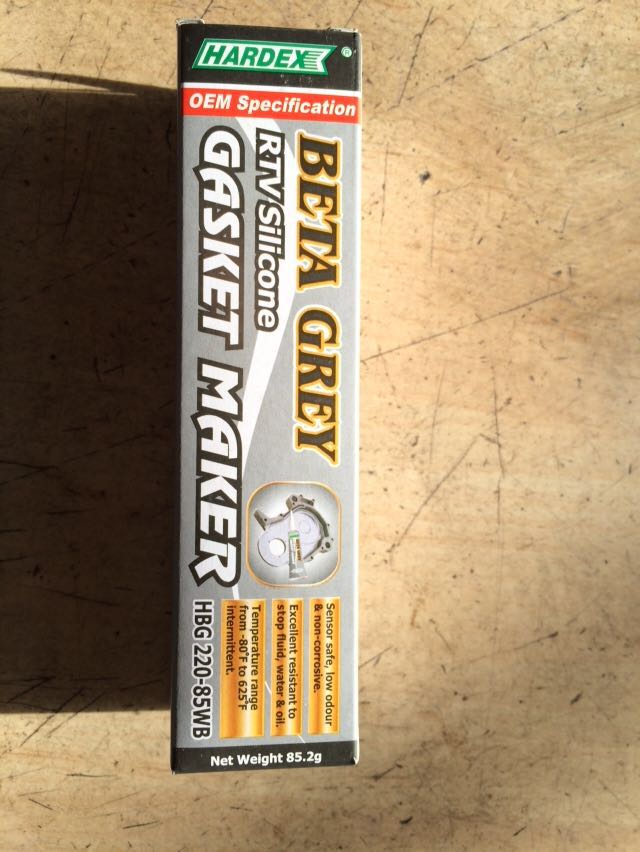 HARDEX
®
OEM Specification
BETA GREY
RTV Silicone
GASKET MAKER
Sensor safe, low odour
& non-corrosive.
Excellent resistant to
stop fluid, water & oil.
Temperature range
from -80°F to 625°F
intermittent.
HBG 220-85WB
Net Weight 85.2g